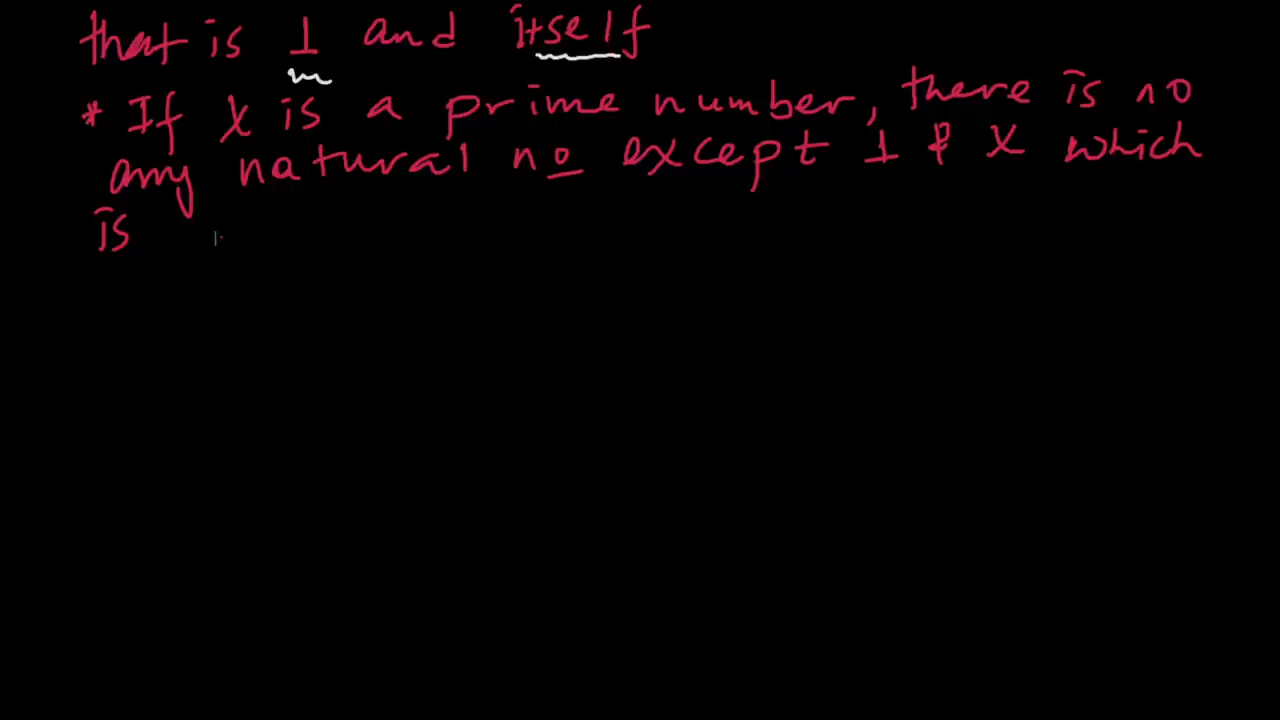 that is 1 and itself
* If X is a prime number, there is no
any natural no except 1 & X which
is